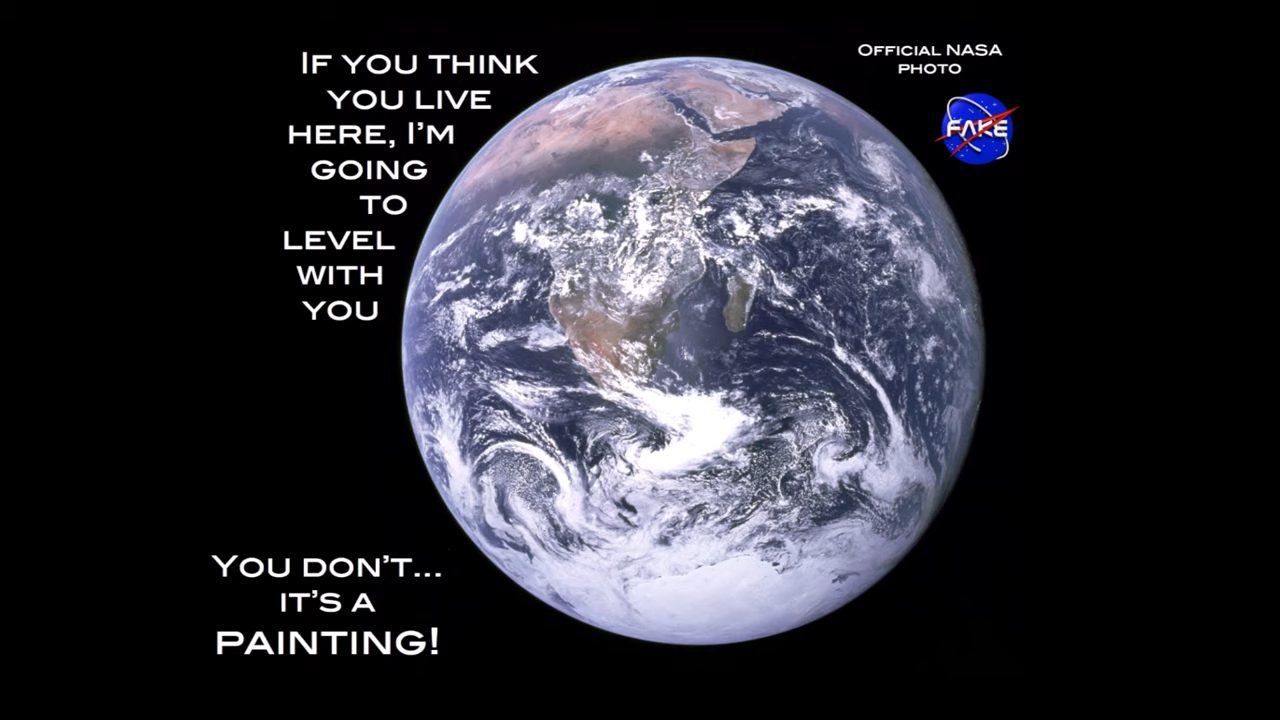 If you think
you live
here, I'm
going
to
level
with
you
Official NASA
photo
FAKE
You don't...
it's a
painting!